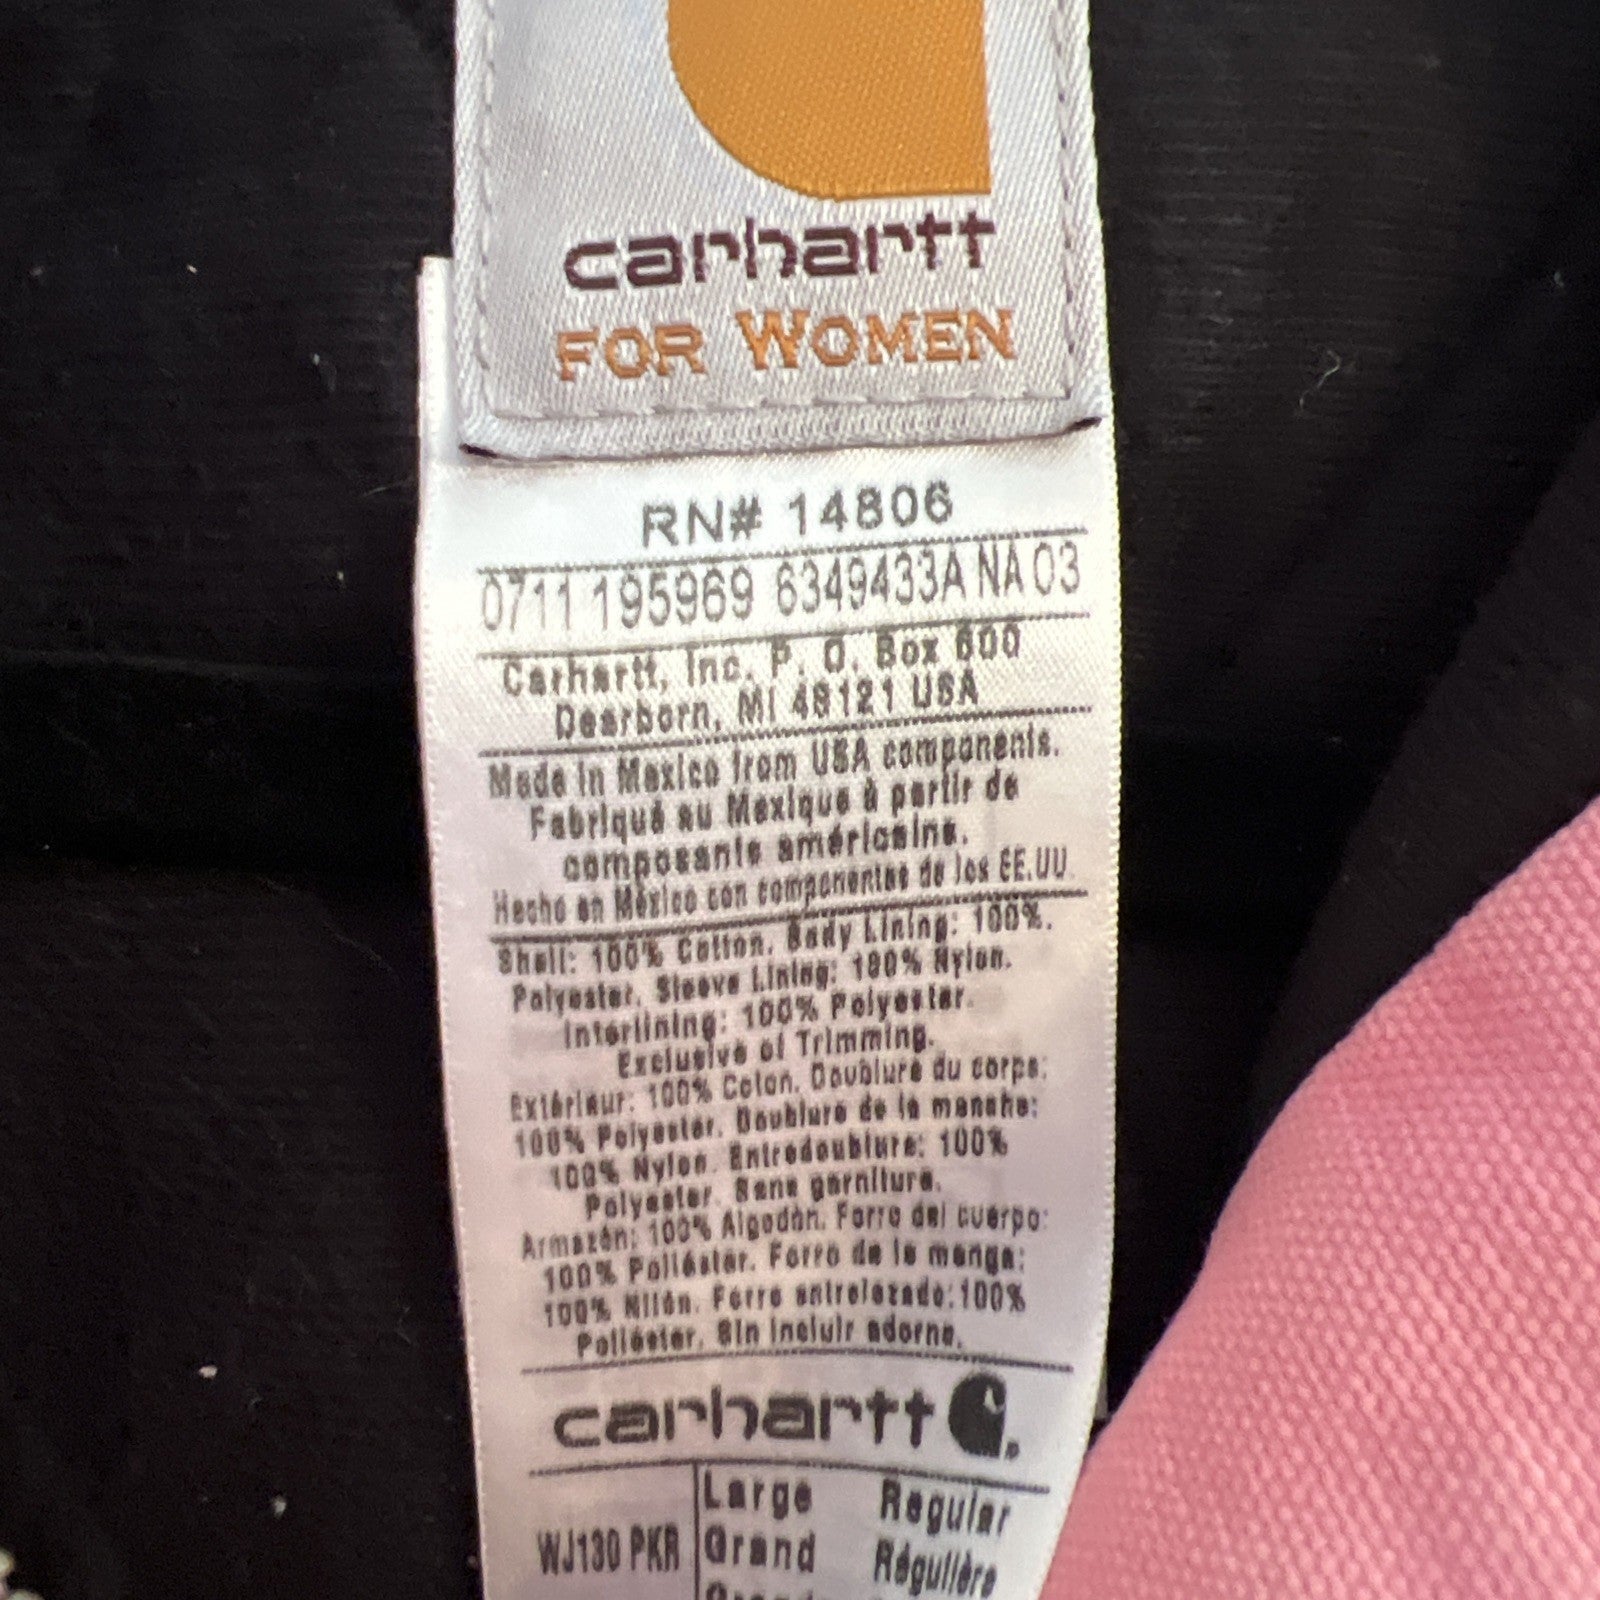 carhartt
FOR WOMEN
RN# 14806
0711 195969 6349433A NA 03
Carhartt, Inc. P. O. Box 600
Dearborn, MI 48121 USA
Made in Mexico from USA components.
Fabriqué au Mexique à partir de
composants américains.
Hecho en México con componentes de los EE.UU.
Shell: 100% Cotton. Body Lining: 100%.
Polyester. Sleeve Lining: 100% Nylon.
Interlining: 100% Polyester.
Exclusive of Trimming.
Extérieur: 100% Coton. Doublure du corps:
100% Polyester. Doublure de la manche:
100% Nylon. Entredoublure: 100%
Polyester. Sans garniture.
Armazón: 100% Algodón. Forro del cuerpo:
100% Poliéster. Forro de la manga:
100% Nilón. Forro entrelazado: 100%
Poliéster. Sin incluir adorno.
carhartt
Large Regular
WJ130 PKR Grand Régulière